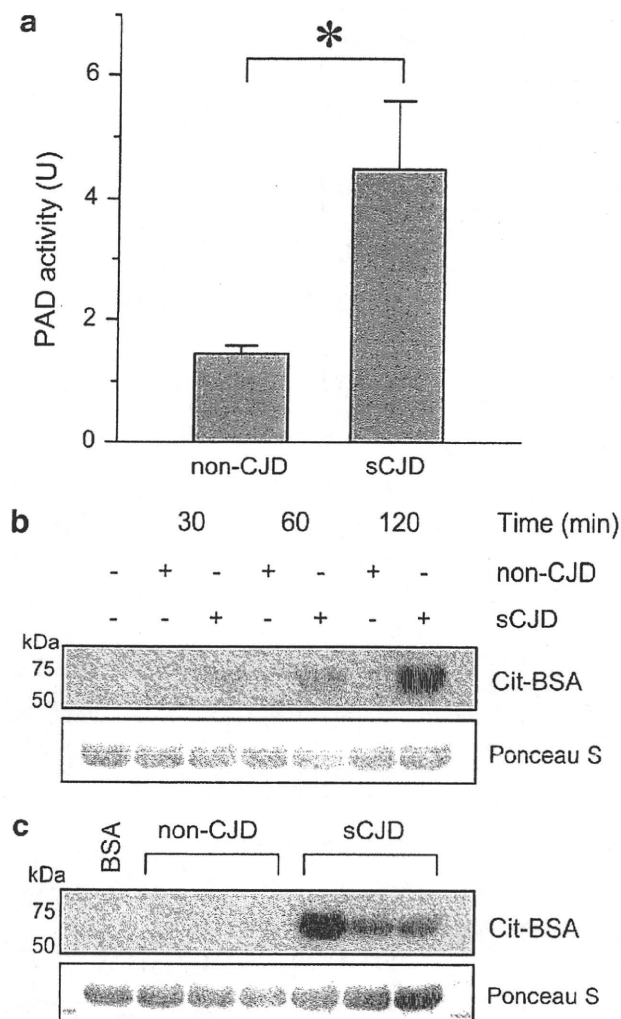 a
*
6
4
2
0
PAD activity (U)
non-CJD sCJD
b 30 60 120 Time (min)
- + - + - + - non-CJD
- - + - + - + sCJD
kDa
75
50
Cit-BSA
Ponceau S
c BSA non-CJD sCJD
kDa
75
50
Cit-BSA
Ponceau S